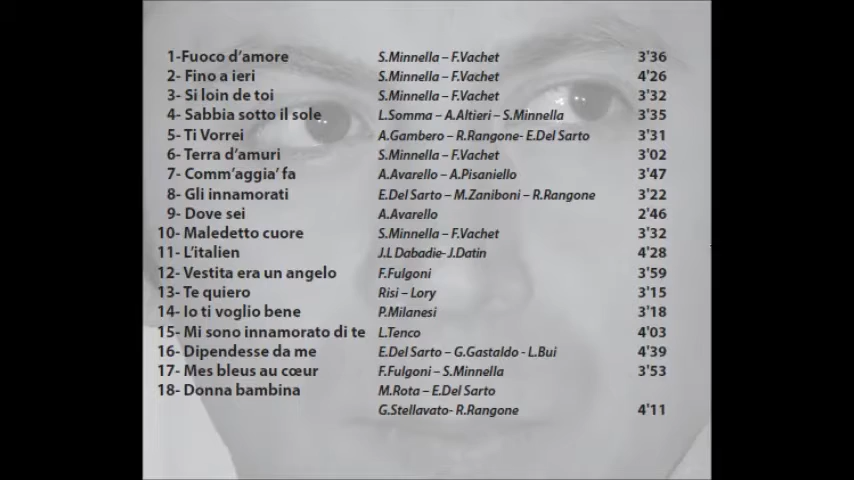 1-Fuoco d'amore S.Minnella – F.Vachet 3'36
2- Fino a ieri S.Minnella – F.Vachet 4'26
3- Si loin de toi S.Minnella – F.Vachet 3'32
4- Sabbia sotto il sole L.Somma – A.Altieri – S.Minnella 3'35
5- Ti Vorrei A.Gambero – R.Rangone- E.Del Sarto 3'31
6- Terra d'amuri S.Minnella – F.Vachet 3'02
7- Comm'aggia' fa A.Avarello – A.Pisaniello 3'47
8- Gli innamorati E.Del Sarto – M.Zaniboni – R.Rangone 3'22
9- Dove sei A.Avarello 2'46
10- Maledetto cuore S.Minnella – F.Vachet 3'32
11- L'italien J.L Dabadie- J.Datin 4'28
12- Vestita era un angelo F.Fulgoni 3'59
13- Te quiero Risi – Lory 3'15
14- Io ti voglio bene P.Milanesi 3'18
15- Mi sono innamorato di te L.Tenco 4'03
16- Dipendesse da me E.Del Sarto – G.Gastaldo - L.Bui 4'39
17- Mes bleus au cœur F.Fulgoni – S.Minnella 3'53
18- Donna bambina M.Rota – E.Del Sarto
G.Stellavato- R.Rangone 4'11